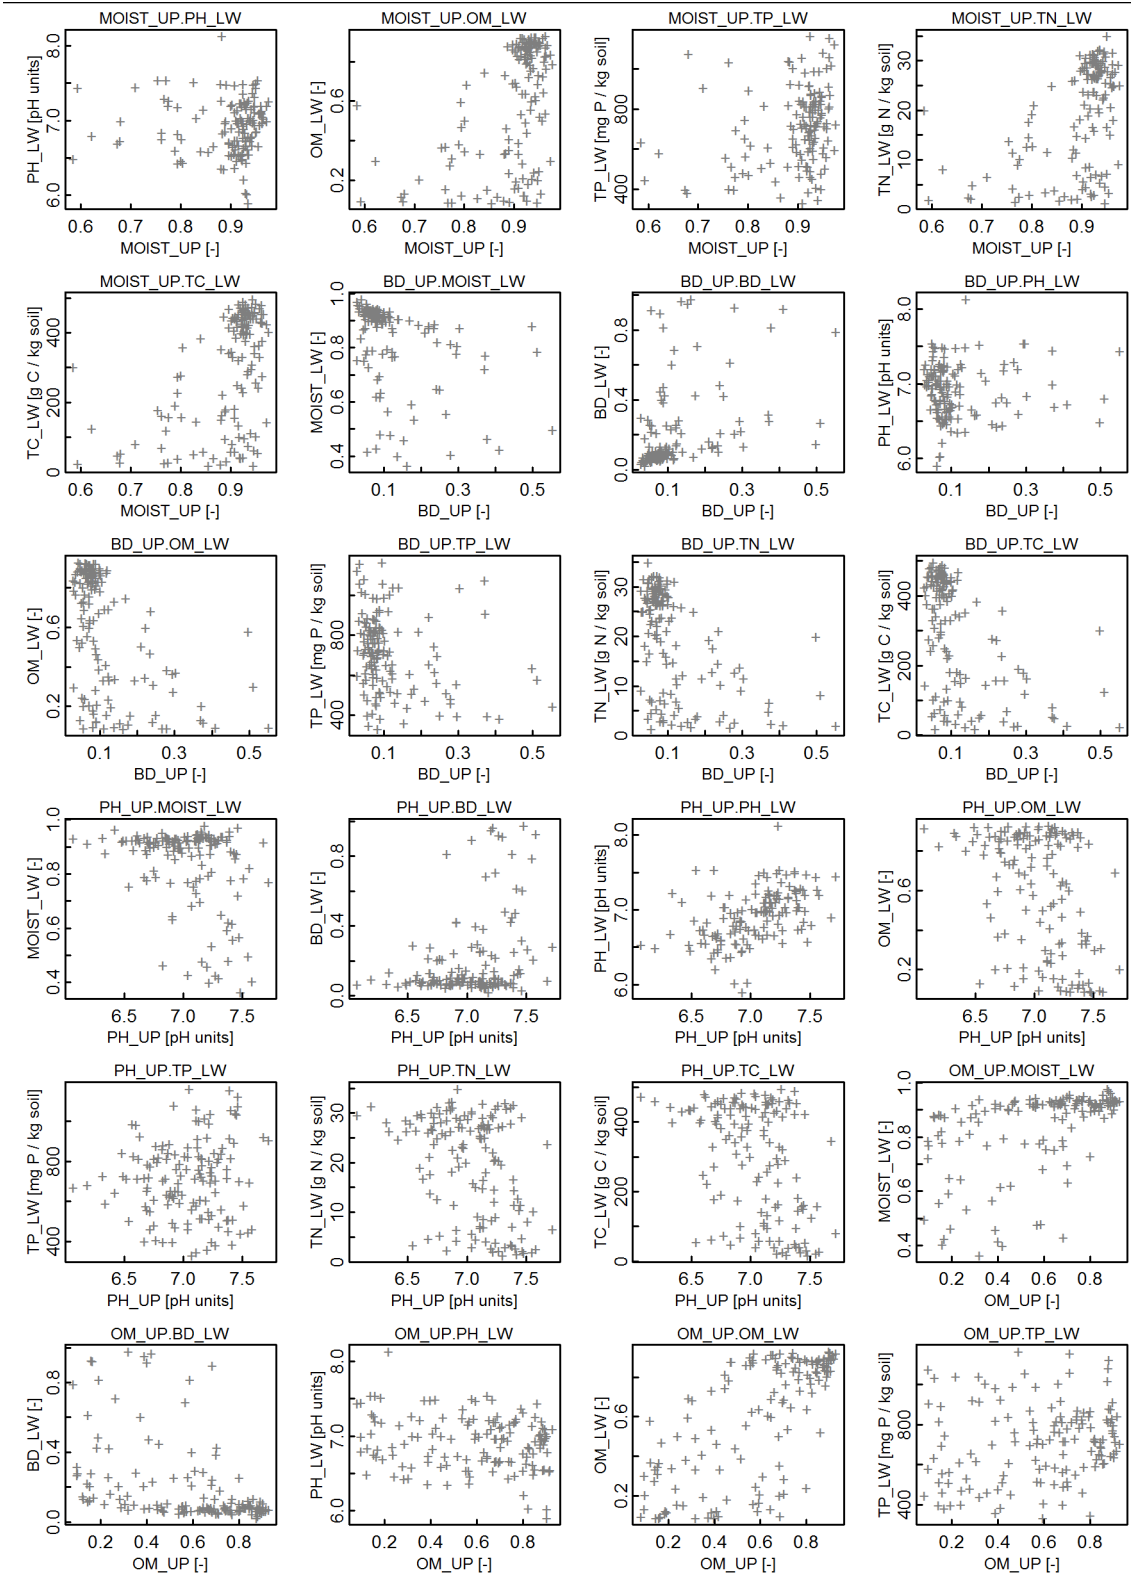 MOIST_UP.PH_LW
MOIST_UP.OM_LW
MOIST_UP.TP_LW
MOIST_UP.TN_LW
PH_LW [pH units]
6.0 7.0 8.0
0.6 0.7 0.8 0.9
MOIST_UP [-]
OM_LW [-]
0.2 0.6
0.6 0.7 0.8 0.9
MOIST_UP [-]
TP_LW [mg P / kg soil]
400 800
0.6 0.7 0.8 0.9
MOIST_UP [-]
TN_LW [g N / kg soil]
0 10 20 30
0.6 0.7 0.8 0.9
MOIST_UP [-]
MOIST_UP.TC_LW
BD_UP.MOIST_LW
BD_UP.BD_LW
BD_UP.PH_LW
TC_LW [g C / kg soil]
0 200 400
0.6 0.7 0.8 0.9
MOIST_UP [-]
MOIST_LW [-]
0.4 0.6 0.8 1.0
0.1 0.3 0.5
BD_UP [-]
BD_LW [-]
0.0 0.4 0.8
0.1 0.3 0.5
BD_UP [-]
PH_LW [pH units]
6.0 7.0 8.0
0.1 0.3 0.5
BD_UP [-]
BD_UP.OM_LW
BD_UP.TP_LW
BD_UP.TN_LW
BD_UP.TC_LW
OM_LW [-]
0.2 0.6
0.1 0.3 0.5
BD_UP [-]
TP_LW [mg P / kg soil]
400 800
0.1 0.3 0.5
BD_UP [-]
TN_LW [g N / kg soil]
0 10 20 30
0.1 0.3 0.5
BD_UP [-]
TC_LW [g C / kg soil]
0 200 400
0.1 0.3 0.5
BD_UP [-]
PH_UP.MOIST_LW
PH_UP.BD_LW
PH_UP.PH_LW
PH_UP.OM_LW
MOIST_LW [-]
0.4 0.6 0.8 1.0
6.5 7.0 7.5
PH_UP [pH units]
BD_LW [-]
0.0 0.4 0.8
6.5 7.0 7.5
PH_UP [pH units]
PH_LW [pH units]
6.0 7.0 8.0
6.5 7.0 7.5
PH_UP [pH units]
OM_LW [-]
0.2 0.6
6.5 7.0 7.5
PH_UP [pH units]
PH_UP.TP_LW
PH_UP.TN_LW
PH_UP.TC_LW
OM_UP.MOIST_LW
TP_LW [mg P / kg soil]
400 800
6.5 7.0 7.5
PH_UP [pH units]
TN_LW [g N / kg soil]
0 10 20 30
6.5 7.0 7.5
PH_UP [pH units]
TC_LW [g C / kg soil]
0 200 400
6.5 7.0 7.5
PH_UP [pH units]
MOIST_LW [-]
0.4 0.6 0.8 1.0
0.2 0.4 0.6 0.8
OM_UP [-]
OM_UP.BD_LW
OM_UP.PH_LW
OM_UP.OM_LW
OM_UP.TP_LW
BD_LW [-]
0.0 0.4 0.8
0.2 0.4 0.6 0.8
OM_UP [-]
PH_LW [pH units]
6.0 7.0 8.0
0.2 0.4 0.6 0.8
OM_UP [-]
OM_LW [-]
0.2 0.6
0.2 0.4 0.6 0.8
OM_UP [-]
TP_LW [mg P / kg soil]
400 800
0.2 0.4 0.6 0.8
OM_UP [-]